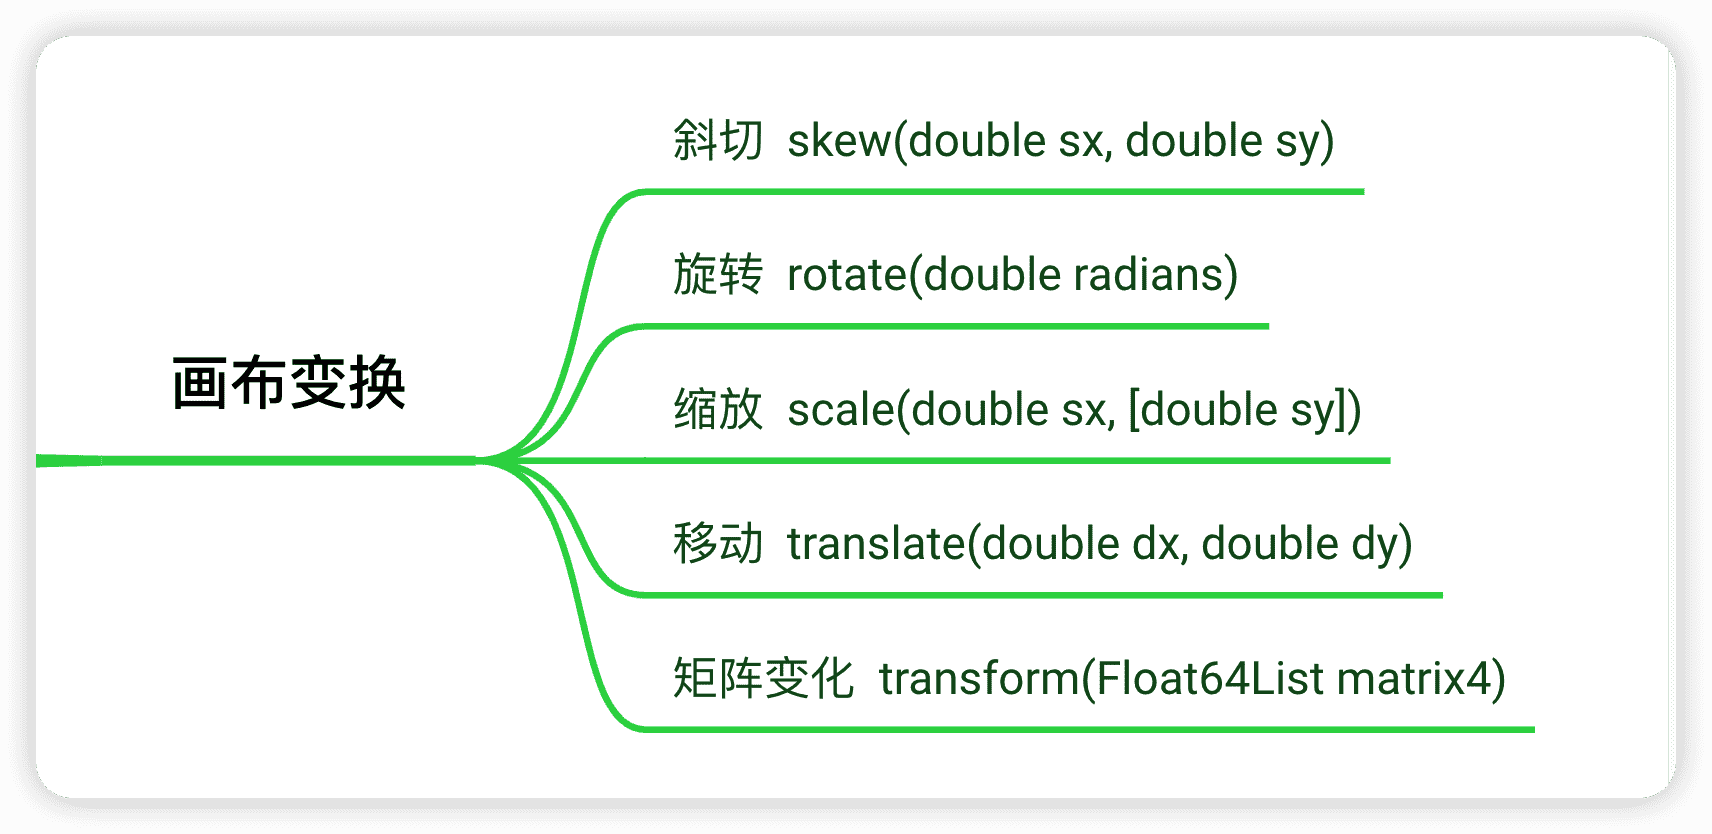 画布变换
斜切 skew(double sx, double sy)
旋转 rotate(double radians)
缩放 scale(double sx, [double sy])
移动 translate(double dx, double dy)
矩阵变化 transform(Float64List matrix4)